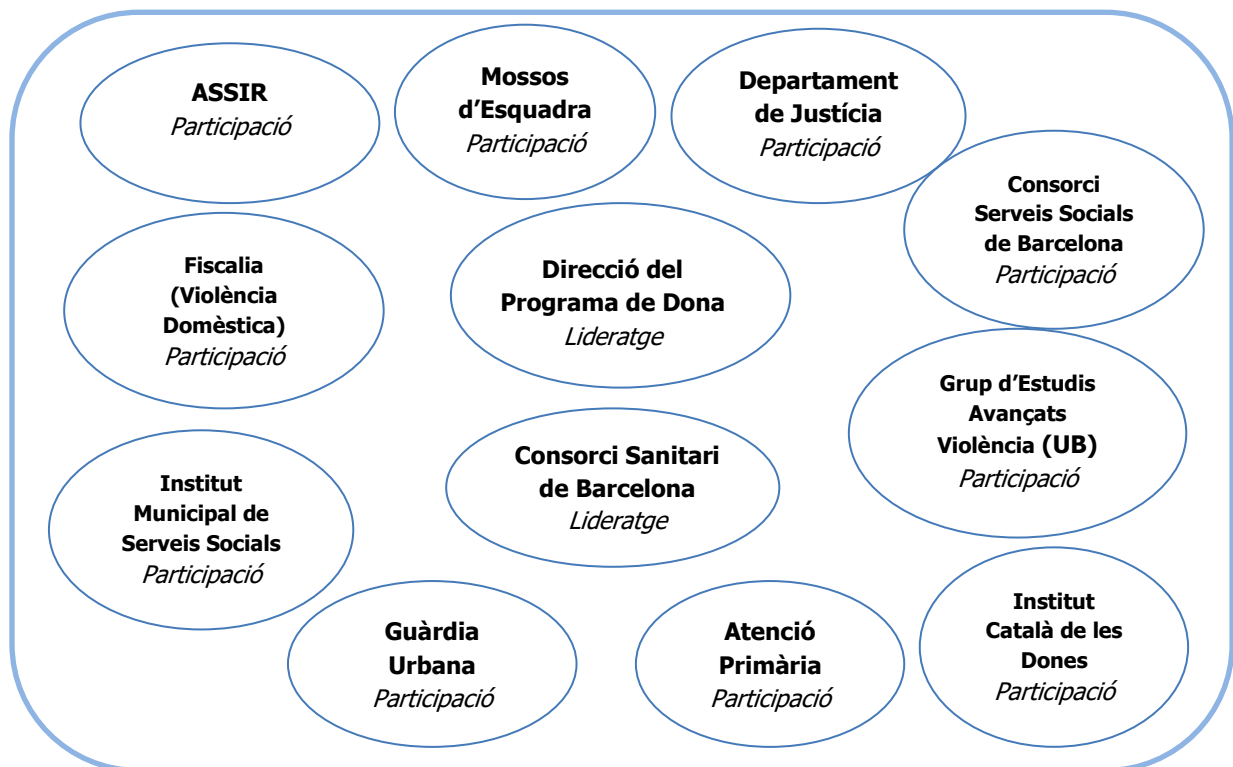 ASSIR
Participació
Mossos
d’Esquadra
Participació
Departament
de Justícia
Participació
Consorci
Serveis Socials
de Barcelona
Participació
Fiscalia
(Violència
Domèstica)
Participació
Direcció del
Programa de Dona
Lideratge
Grup d’Estudis
Avançats
Violència (UB)
Participació
Consorci Sanitari
de Barcelona
Lideratge
Institut
Municipal de
Serveis Socials
Participació
Guàrdia
Urbana
Participació
Atenció
Primària
Participació
Institut
Català de les
Dones
Participació